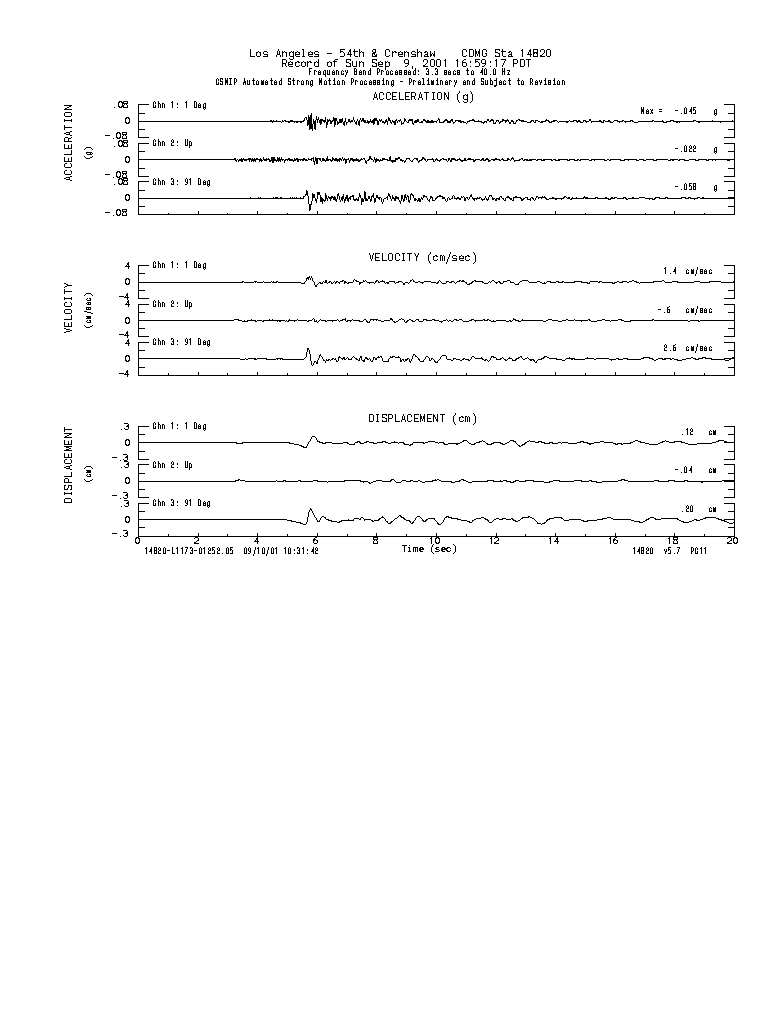 Los Angeles - 54th & Crenshaw CDMG Sta 14820
Record of Sun Sep 9, 2001 16:59:17 PDT
Frequency Band Processed: 3.3 secs to 40.0 Hz
CSMIP Automated Strong Motion Processing - Preliminary and Subject to Revision
ACCELERATION (g)
ACCELERATION
(g)
.08
0
-.08
Chn 1: 1 Deg
Max = -.045 g
.08
0
-.08
Chn 2: Up
-.022 g
.08
0
-.08
Chn 3: 91 Deg
-.058 g
VELOCITY (cm/sec)
VELOCITY
(cm/sec)
4
0
-4
Chn 1: 1 Deg
1.4 cm/sec
4
0
-4
Chn 2: Up
-.6 cm/sec
4
0
-4
Chn 3: 91 Deg
2.6 cm/sec
DISPLACEMENT (cm)
DISPLACEMENT
(cm)
.3
0
-.3
Chn 1: 1 Deg
.12 cm
.3
0
-.3
Chn 2: Up
-.04 cm
.3
0
-.3
Chn 3: 91 Deg
.20 cm
0 2 4 6 8 10 12 14 16 18 20
Time (sec)
14820-L1173-01252.05 09/10/01 10:31:42
14820 v5.7 PC11